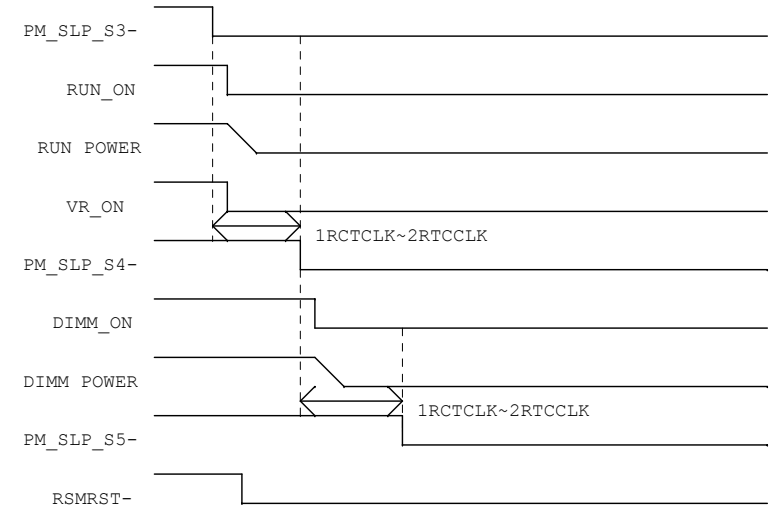 PM_SLP_S3-
RUN_ON
RUN POWER
VR_ON
1RCTCLK~2RTCCLK
PM_SLP_S4-
DIMM_ON
DIMM POWER
1RCTCLK~2RTCCLK
PM_SLP_S5-
RSMRST-